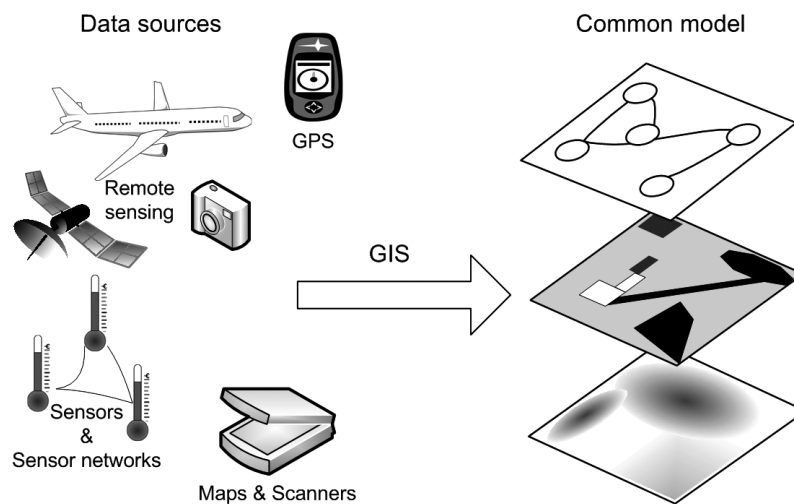 Data sources
Common model
GPS
Remote
sensing
GIS
Sensors
&
Sensor networks
Maps & Scanners